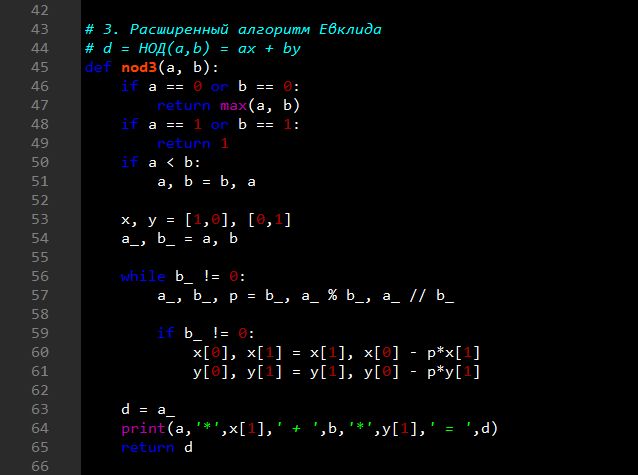 42
43 # 3. Расширенный алгоритм Евклида
44 # d = НОД(a,b) = ax + by
45 def nod3(a, b):
46     if a == 0 or b == 0:
47         return max(a, b)
48     if a == 1 or b == 1:
49         return 1
50     if a < b:
51         a, b = b, a
52
53     x, y = [1,0], [0,1]
54     a_, b_ = a, b
55
56     while b_ != 0:
57         a_, b_, p = b_, a_ % b_, a_ // b_
58
59         if b_ != 0:
60             x[0], x[1] = x[1], x[0] - p*x[1]
61             y[0], y[1] = y[1], y[0] - p*y[1]
62
63     d = a_
64     print(a,'*',x[1],' + ',b,'*',y[1],' = ',d)
65     return d
66